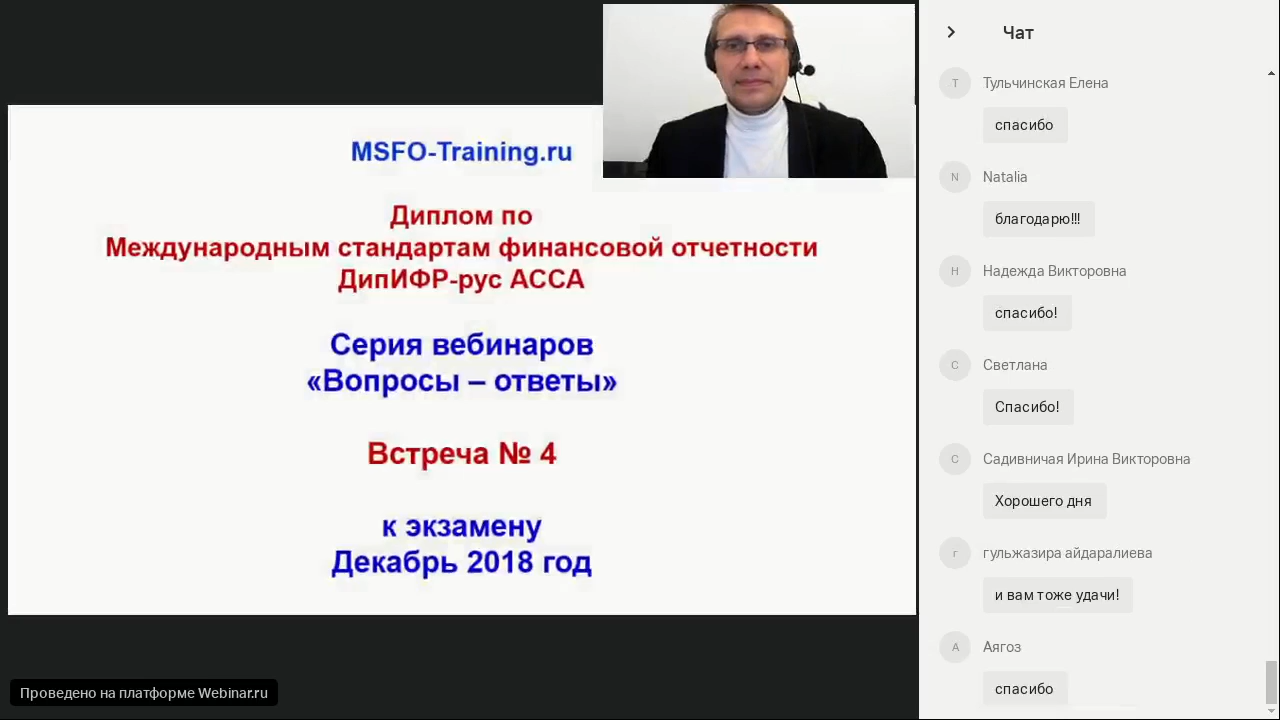 MSFO-Training.ru
Диплом по
Международным стандартам финансовой отчетности
ДипИФР-рус АССА
Серия вебинаров
«Вопросы – ответы»
Встреча № 4
к экзамену
Декабрь 2018 год
Проведено на платформе Webinar.ru
Чат
Т
Тульчинская Елена
спасибо
N
Natalia
благодарю!!!
Н
Надежда Викторовна
спасибо!
С
Светлана
Спасибо!
С
Садивничая Ирина Викторовна
Хорошего дня
г
гульжазира айдаралиева
и вам тоже удачи!
А
Аягоз
спасибо